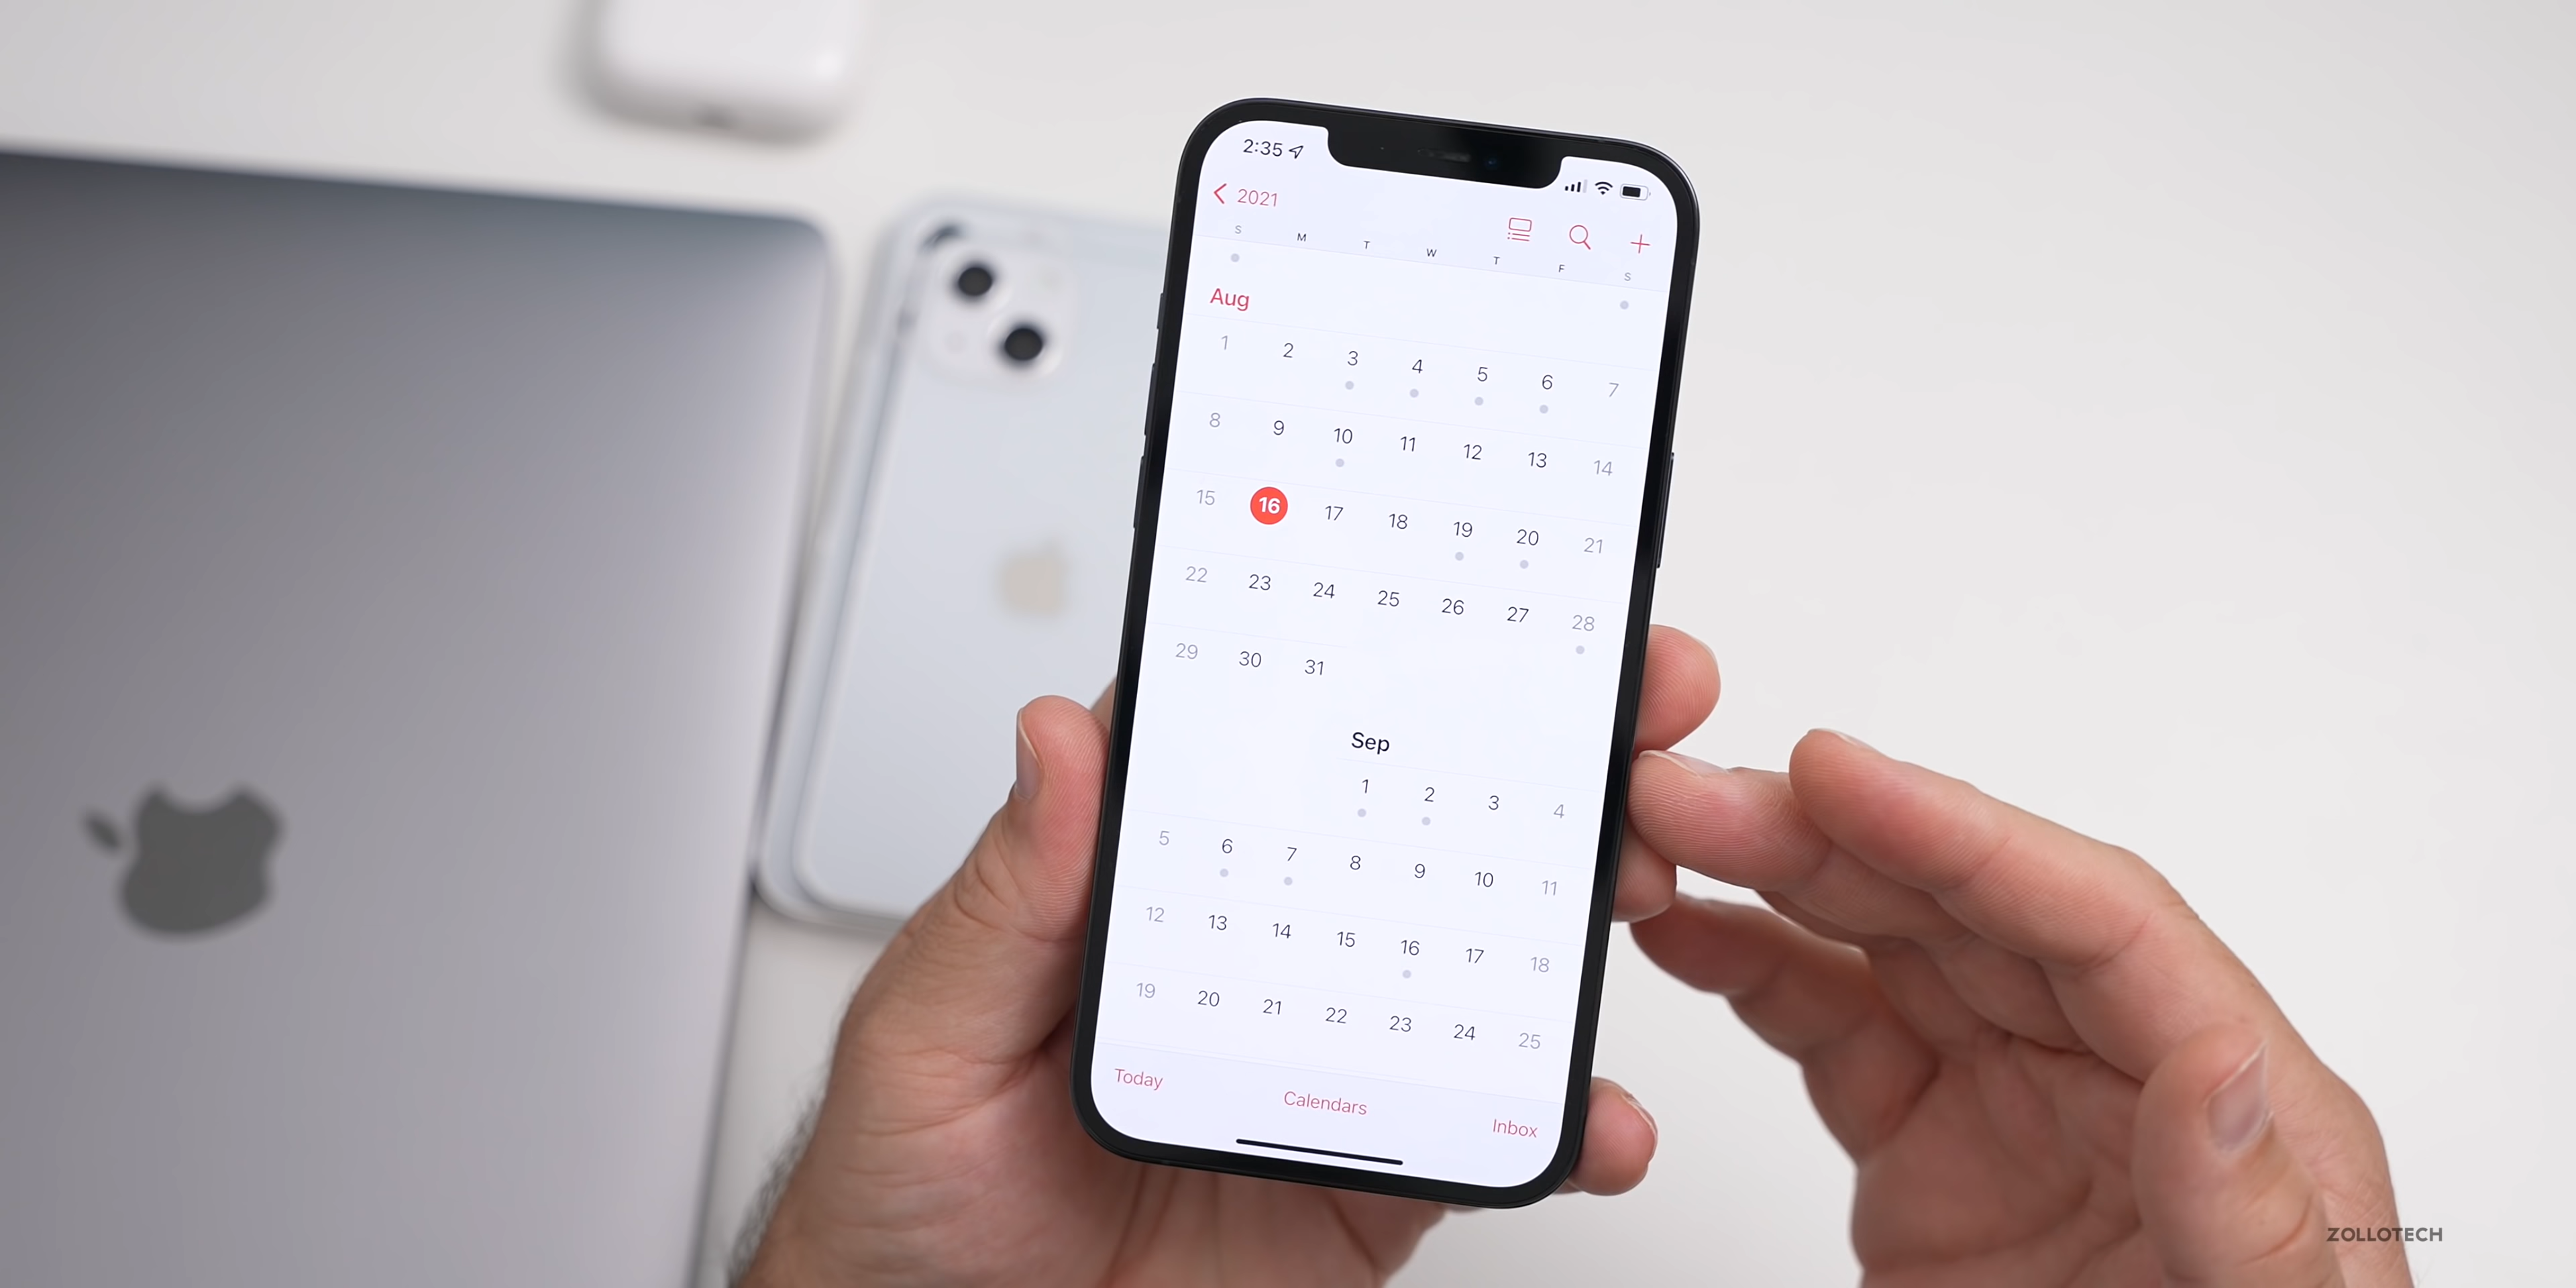 2:35
2021
S M T W T F S
Aug
1 2 3 4 5 6 7
8 9 10 11 12 13 14
15 16 17 18 19 20 21
22 23 24 25 26 27 28
29 30 31
Sep
1 2 3 4
5 6 7 8 9 10 11
12 13 14 15 16 17 18
19 20 21 22 23 24 25
Today Calendars Inbox
ZOLLOTECH